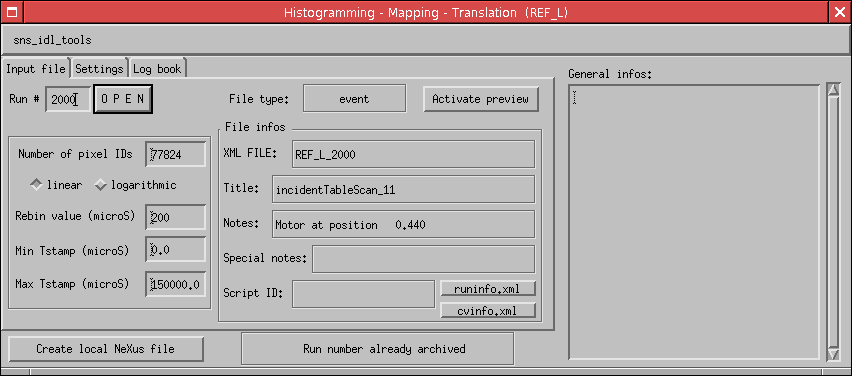 Histogramming - Mapping - Translation (REF_L)
sns_idl_tools
Input file Settings Log book
General infos:
Run # 2000 O P E N File type: event Activate preview
File infos
Number of pixel IDs 77824
XML FILE: REF_L_2000
linear logarithmic
Title: incidentTableScan_11
Rebin value (microS) 200
Notes: Motor at position 0.440
Min Tstamp (microS) 0.0
Special notes:
Max Tstamp (microS) 150000.0
Script ID: runinfo.xml
cvinfo.xml
Create local NeXus file Run number already archived